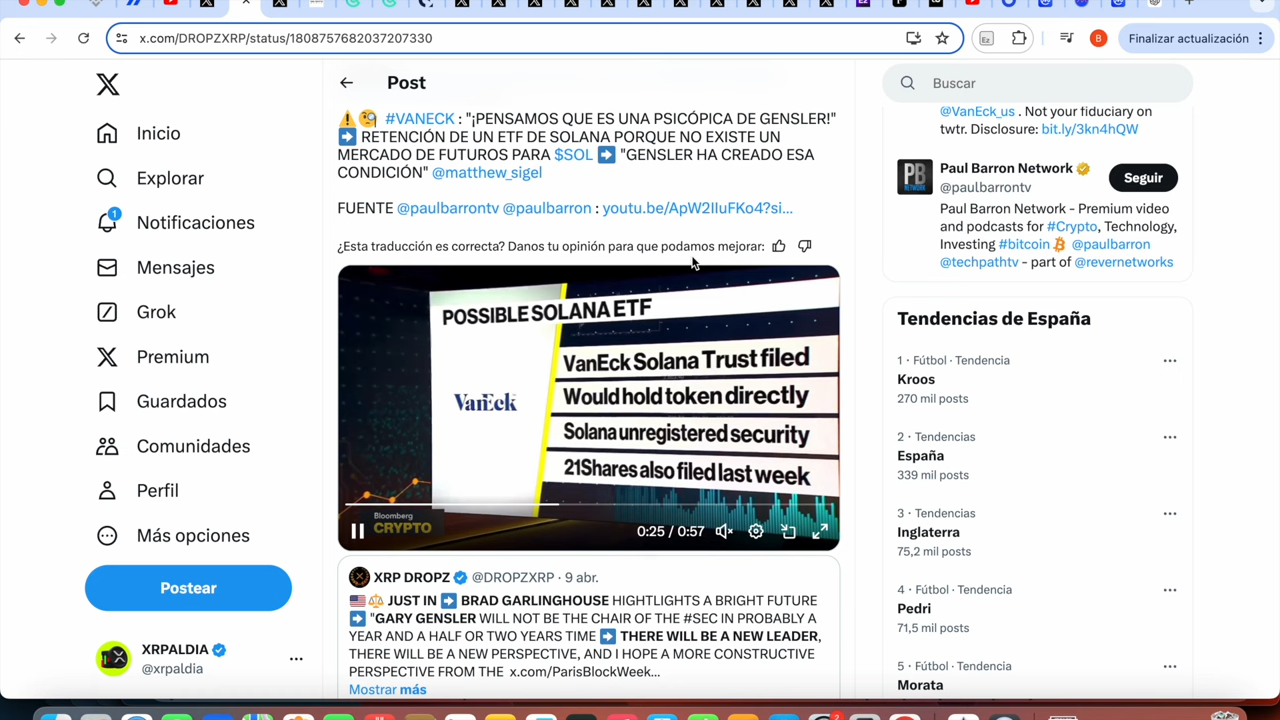 x.com/DROPZXRP/status/1808757682037207330
Ez
B
Finalizar actualización
Inicio
Explorar
1
Notificaciones
Mensajes
Grok
Premium
Guardados
Comunidades
Perfil
Más opciones
Postear
XRPALDIA
@xrpaldia
Post
#VANECK : "¡PENSAMOS QUE ES UNA PSICÓPICA DE GENSLER!"
RETENCIÓN DE UN ETF DE SOLANA PORQUE NO EXISTE UN
MERCADO DE FUTUROS PARA $SOL "GENSLER HA CREADO ESA
CONDICIÓN" @matthew_sigel
FUENTE @paulbarrontv @paulbarron : youtu.be/ApW2IIuFKo4?si...
¿Esta traducción es correcta? Danos tu opinión para que podamos mejorar:
POSSIBLE SOLANA ETF
VanEck
VanEck Solana Trust filed
Would hold token directly
Solana unregistered security
21Shares also filed last week
Bloomberg
CRYPTO
0:25 / 0:57
XRP DROPZ @DROPZXRP · 9 abr.
JUST IN BRAD GARLINGHOUSE HIGHTLIGHTS A BRIGHT FUTURE
"GARY GENSLER WILL NOT BE THE CHAIR OF THE #SEC IN PROBABLY A
YEAR AND A HALF OR TWO YEARS TIME THERE WILL BE A NEW LEADER,
THERE WILL BE A NEW PERSPECTIVE, AND I HOPE A MORE CONSTRUCTIVE
PERSPECTIVE FROM THE x.com/ParisBlockWeek...
Mostrar más
Buscar
@VanEck_us . Not your fiduciary on
twtr. Disclosure: bit.ly/3kn4hQW
PB
NETWORK
Paul Barron Network
@paulbarrontv
Seguir
Paul Barron Network - Premium video
and podcasts for #Crypto, Technology,
Investing #bitcoin @paulbarron
@techpathtv - part of @revernetworks
Tendencias de España
1 · Fútbol · Tendencia
Kroos
270 mil posts
2 · Tendencias
España
339 mil posts
3 · Tendencias
Inglaterra
75,2 mil posts
4 · Fútbol · Tendencia
Pedri
71,5 mil posts
5 · Fútbol · Tendencia
Morata